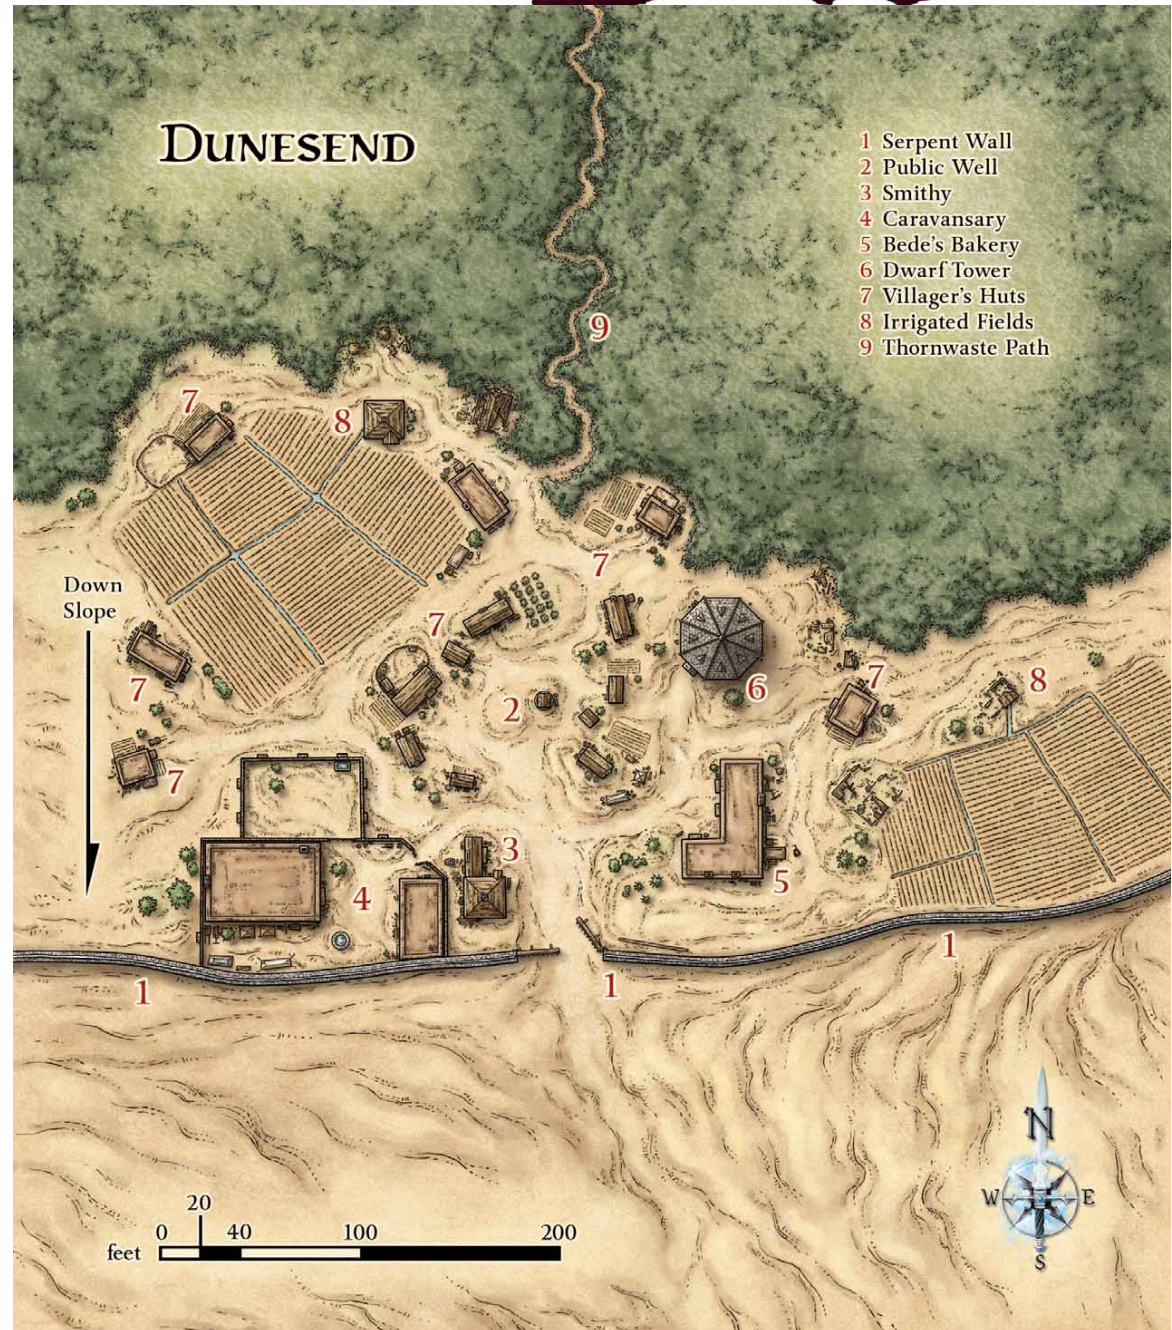 DUNESEND
1 Serpent Wall
2 Public Well
3 Smithy
4 Caravansary
5 Bede's Bakery
6 Dwarf Tower
7 Villager's Huts
8 Irrigated Fields
9 Thornwaste Path
9
7
8
7
Down
Slope
7
7
6
7
8
2
7
7
3
4
5
1
1
1
N
W E
S
20
0 40 100 200
feet